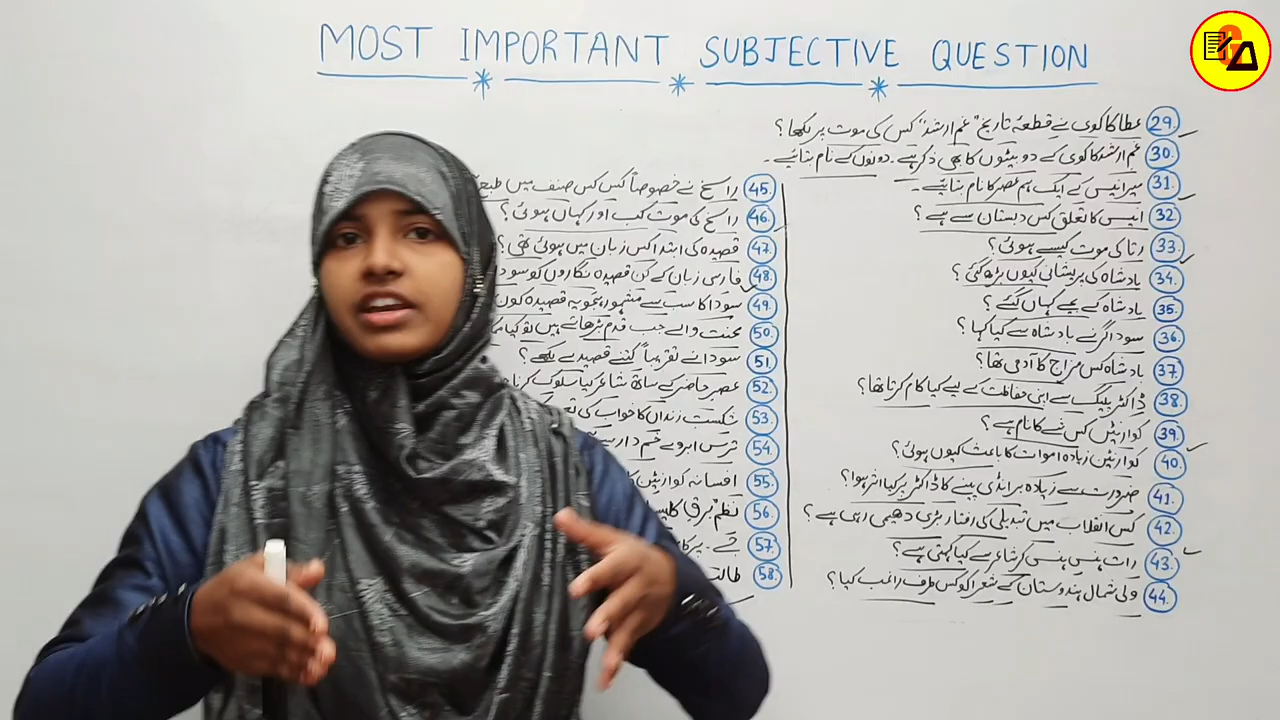 MOST IMPORTANT SUBJECTIVE QUESTION
29. عطا کاکوی نے قطعۂ تاریخ "غم ارشد" کس کی موت پر لکھا؟
30. غم ارشد کاکوی کے دو بیٹوں کا بھی ذکر ہے۔ دونوں کے نام بتائیے۔
31. میر انیس کے ایک ہم عصر کا نام بتائیے۔
32. انیس کا تعلق کس دبستان سے ہے؟
33. رتا کی موت کیسے ہوئی؟
34. بادشاہ کی پریشانی کیوں بڑھ گئی؟
35. بادشاہ کے بچے کہاں گئے؟
36. سوداگر نے بادشاہ سے کیا کہا؟
37. بادشاہ کس مزاج کا آدمی تھا؟
38. ڈاکٹر پلیگ سے اپنی حفاظت کے لیے کیا کام کرتا تھا؟
39. کوارنٹین کس شے کا نام ہے؟
40. کوارنٹین زیادہ اموات کا باعث کیوں ہوئی؟
41. ضرورت سے زیادہ برانڈی پینے کا ڈاکٹر پر کیا اثر ہوا؟
42. کس انقلاب میں تبدیلی کی رفتار بڑی دھیمی رہی ہے؟
43. رات ہنس ہنس کر شاعر سے کیا کہتی ہے؟
44. ولی شمالی ہندوستان کے شعرا کو کس طرف راغب کیا؟
45. راسخ نے خصوصاً کس کس صنف میں
46. راسخ کی موت کب اور کہاں ہوئی؟
47. قصیدہ کی ابتدا کس زبان میں ہوئی تھی؟
48. فارسی زبان کے کن قصیدہ نگاروں کو سودا
49. سودا کا سب سے مشہور ہجویہ قصیدہ کون
50. محنت والے جب قدم بڑھاتے ہیں تو کیا
51. سودا نے تقریباً کتنے قصیدے لکھے؟
52. عصر حاضر کے ساتھ شاعر کیا سلوک کرنا
53. شکست زنداں کا خواب کی
54. ترس ابروے خم دار سے
55. افسانہ کوارنٹین
56. نظم "برق کلیسا
57. جے۔ پر کا
58.